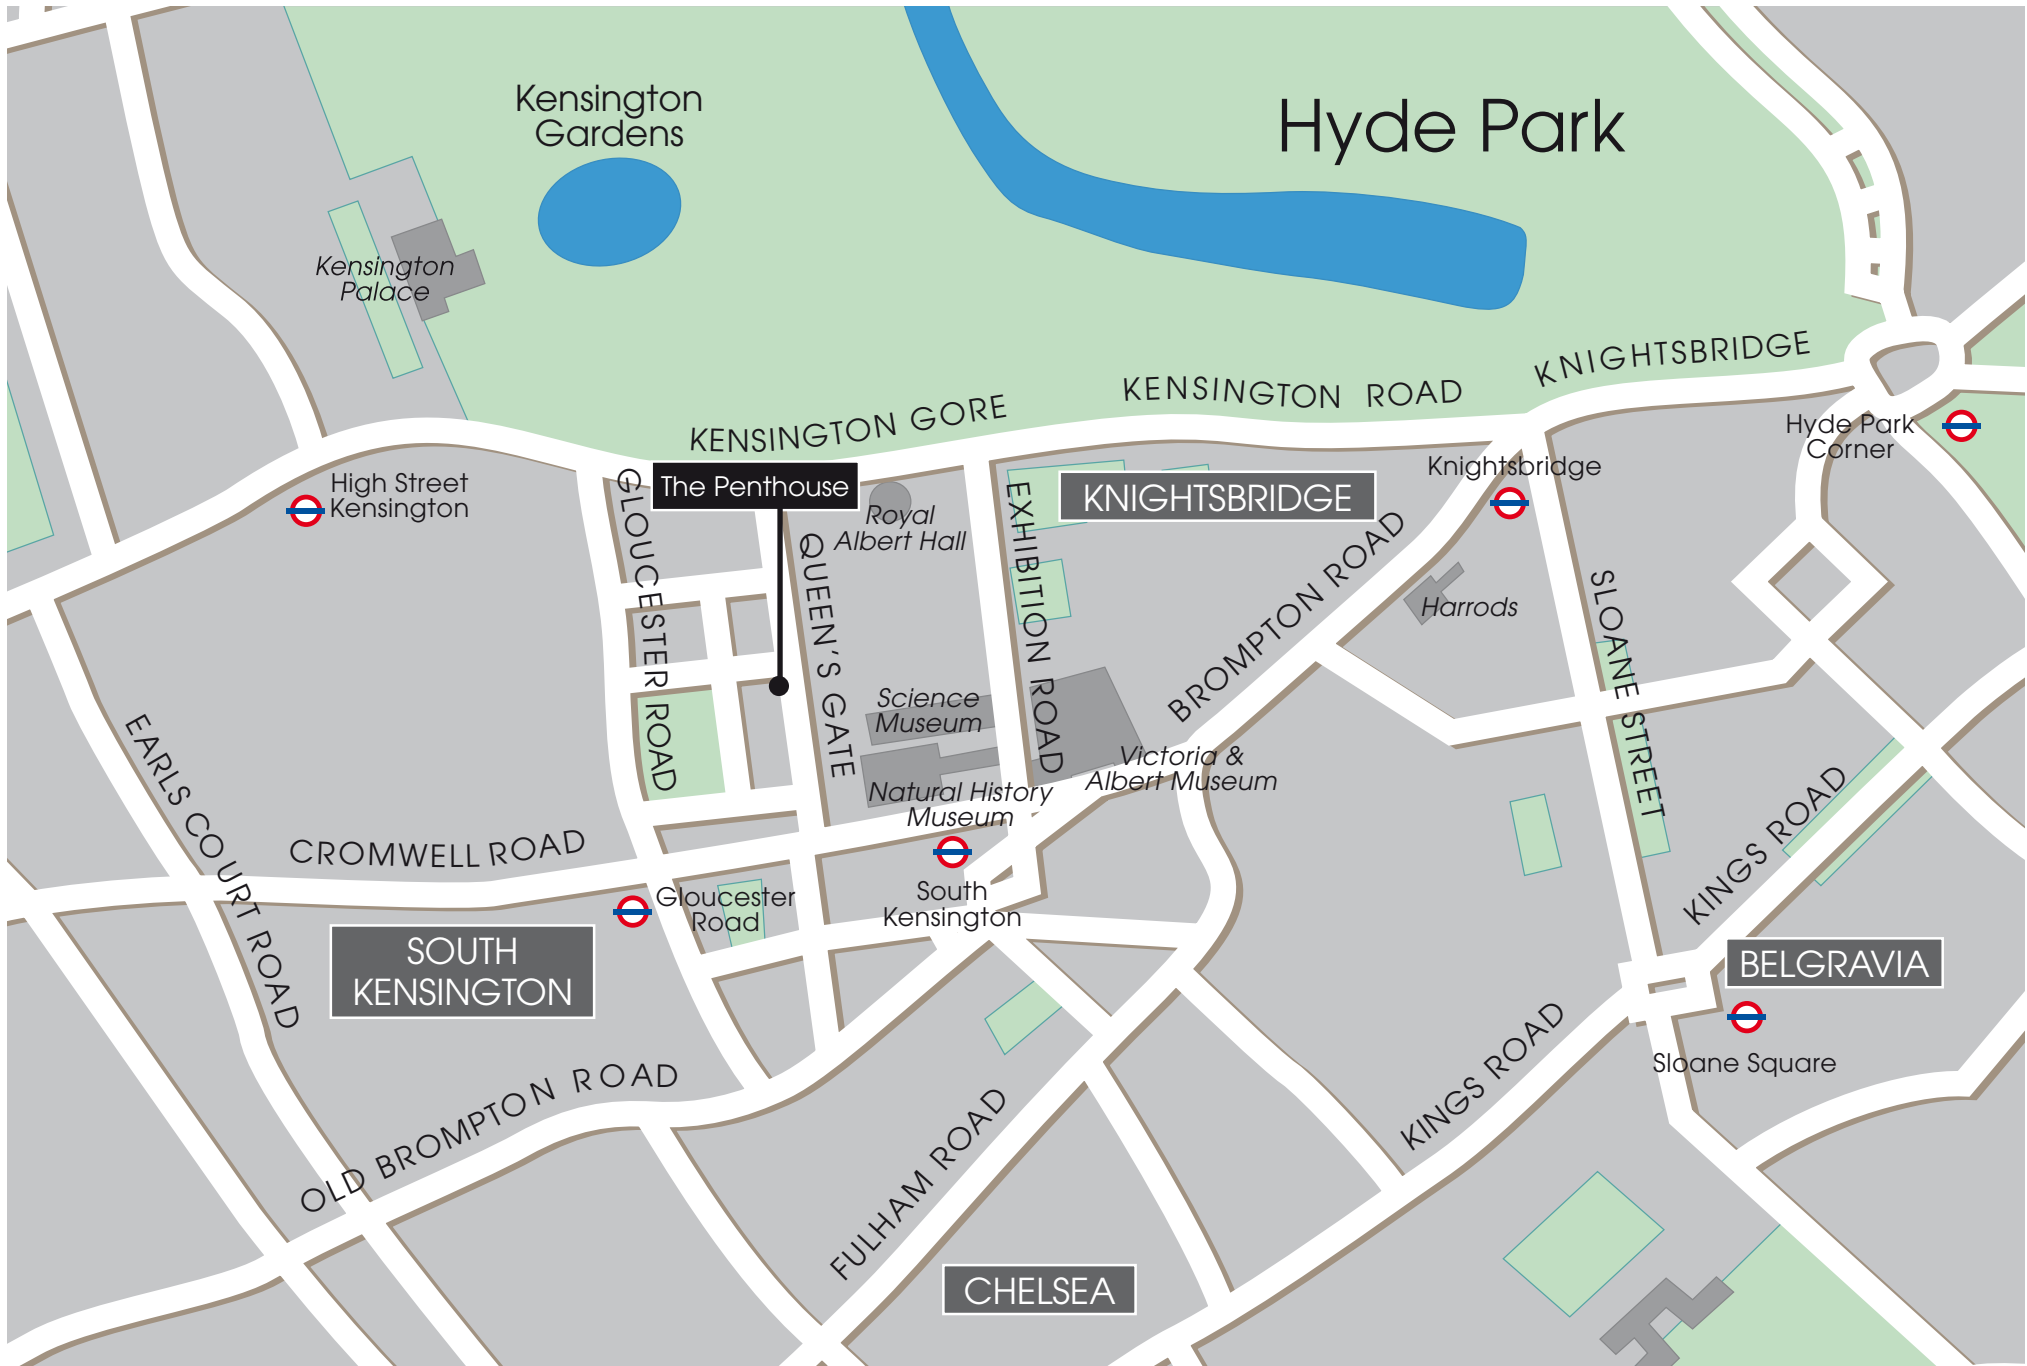 Kensington
Gardens
Hyde Park
Kensington
Palace
KENSINGTON GORE
KENSINGTON ROAD
KNIGHTSBRIDGE
Hyde Park
Corner
High Street
Kensington
The Penthouse
Royal
Albert Hall
KNIGHTSBRIDGE
Knightsbridge
GLOUCESTER ROAD
QUEEN'S GATE
EXHIBITION ROAD
BROMPTON ROAD
Harrods
SLOANE STREET
Science
Museum
Victoria &
Albert Museum
Natural History
Museum
EARLS COURT ROAD
CROMWELL ROAD
Gloucester
Road
South
Kensington
KINGS ROAD
SOUTH
KENSINGTON
BELGRAVIA
Sloane Square
OLD BROMPTON ROAD
FULHAM ROAD
KINGS ROAD
CHELSEA